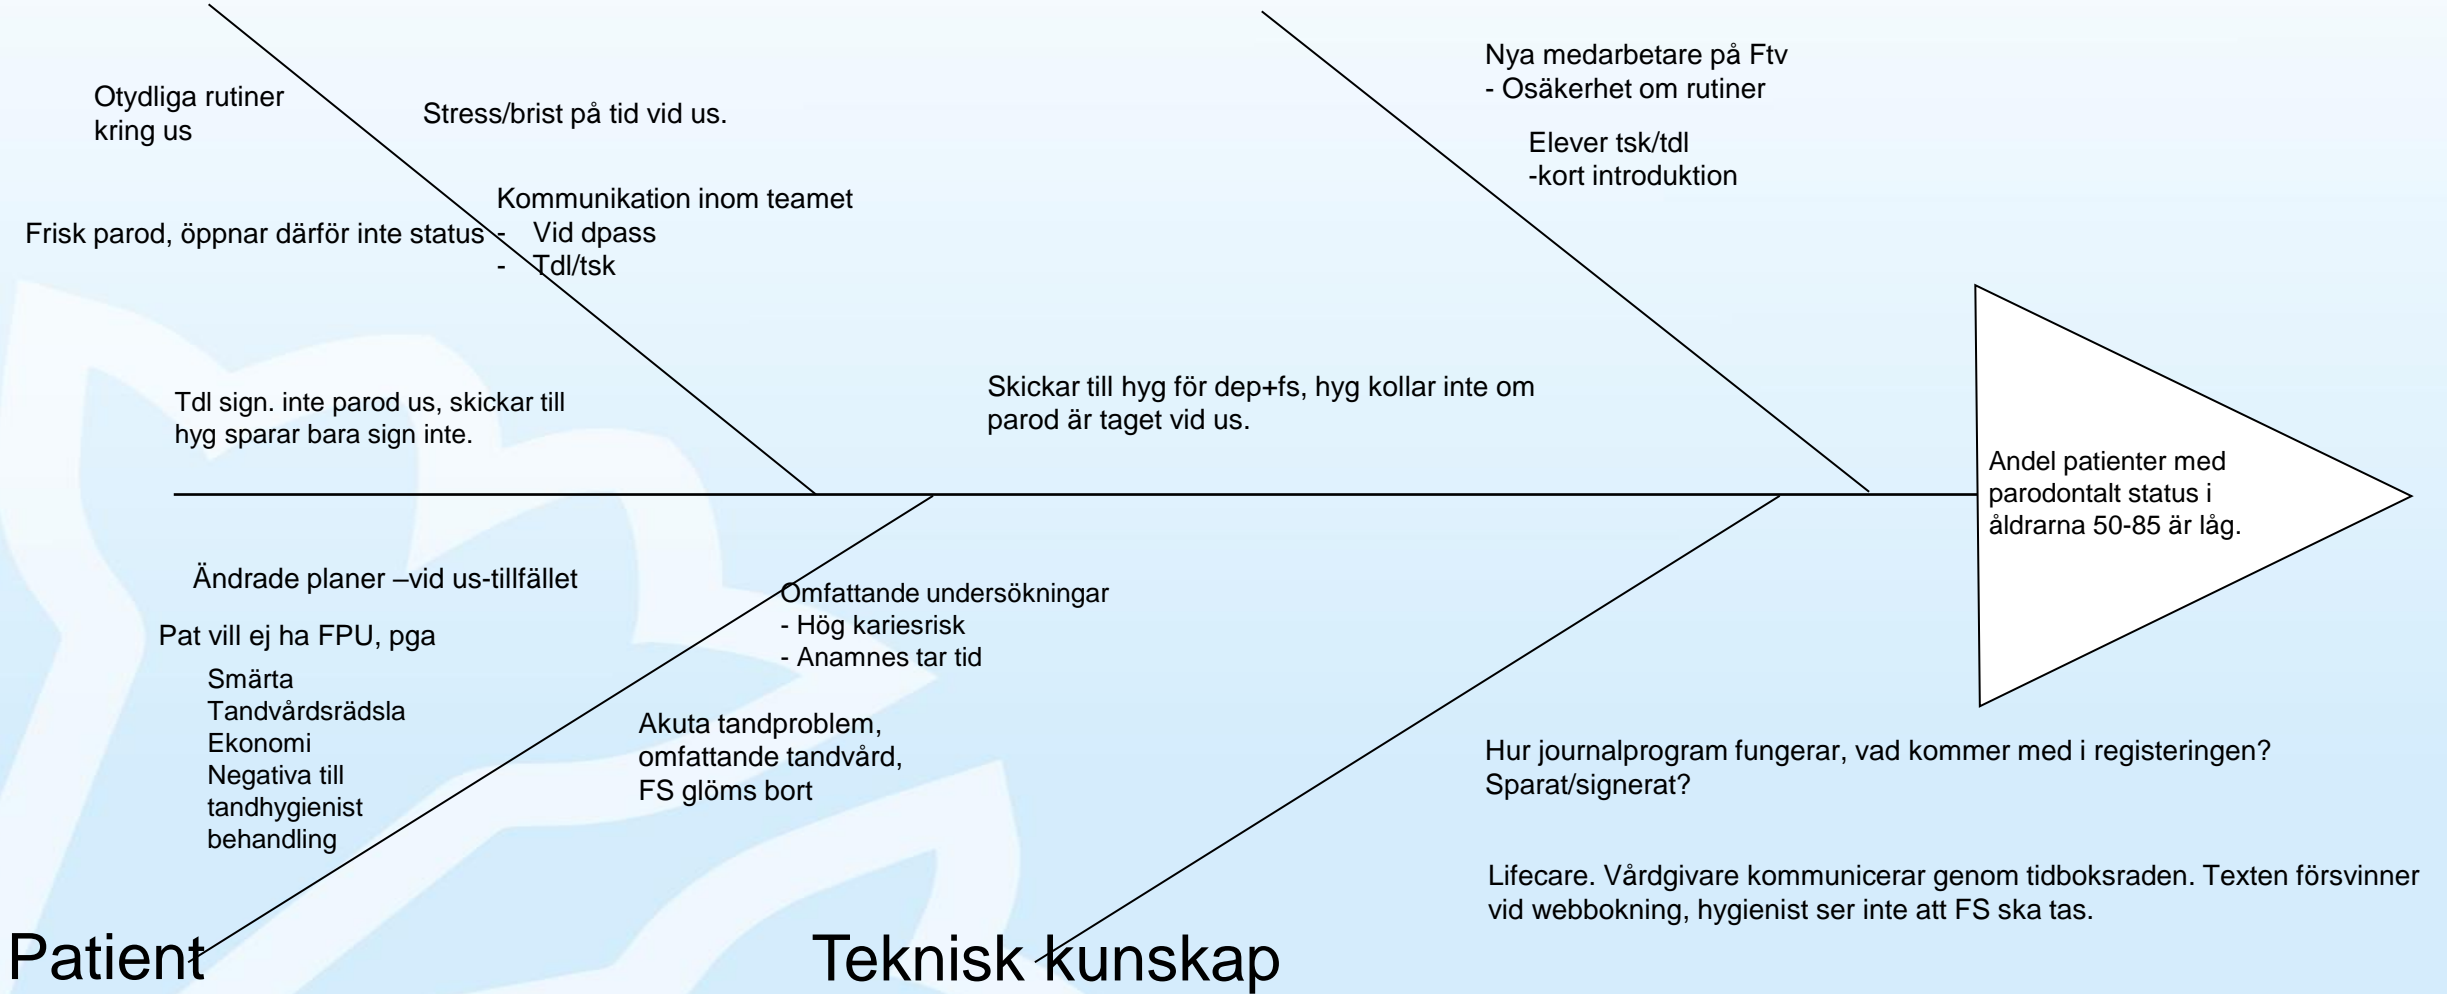 Otydliga rutiner
kring us
Stress/brist på tid vid us.
Frisk parod, öppnar därför inte status
Kommunikation inom teamet
- Vid dpass
- Tdl/tsk
Tdl sign. inte parod us, skickar till
hyg sparar bara sign inte.
Nya medarbetare på Ftv
- Osäkerhet om rutiner
Elever tsk/tdl
-kort introduktion
Skickar till hyg för dep+fs, hyg kollar inte om
parod är taget vid us.
Andel patienter med
parodontalt status i
åldrarna 50-85 är låg.
Ändrade planer –vid us-tillfället
Pat vill ej ha FPU, pga
Smärta
Tandvårdsrädsla
Ekonomi
Negativa till
tandhygienist
behandling
Omfattande undersökningar
- Hög kariesrisk
- Anamnes tar tid
Akuta tandproblem,
omfattande tandvård,
FS glöms bort
Hur journalprogram fungerar, vad kommer med i registeringen?
Sparat/signerat?
Lifecare. Vårdgivare kommunicerar genom tidboksraden. Texten försvinner
vid webbokning, hygienist ser inte att FS ska tas.
Patient
Teknisk kunskap